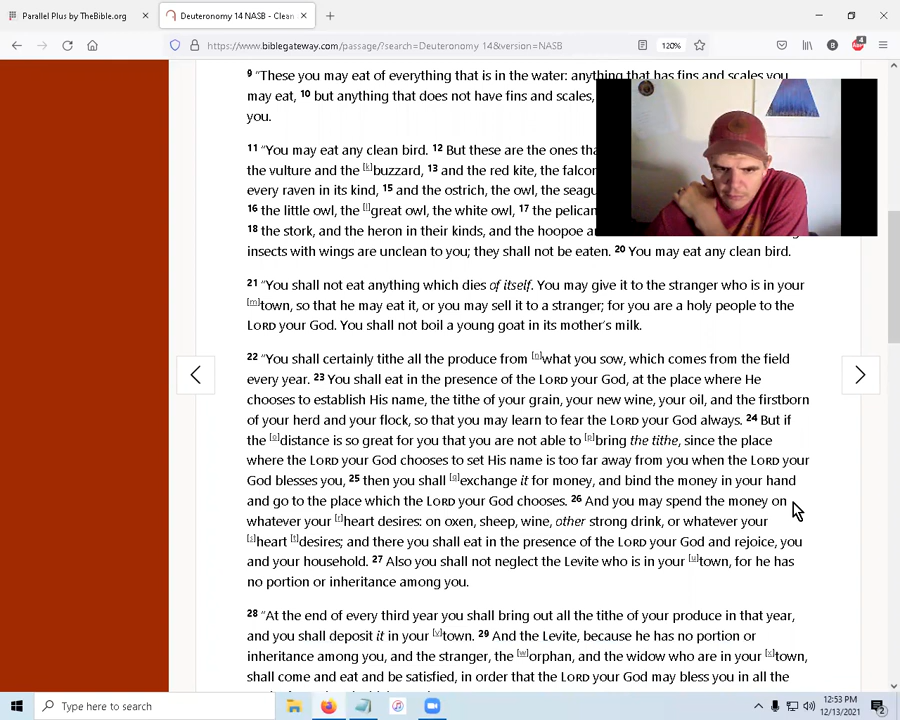 Parallel Plus by TheBible.org
Deuteronomy 14 NASB - Clean
https://www.biblegateway.com/passage/?search=Deuteronomy 14&version=NASB
120%
B
4
9 "These you may eat of everything that is in the water: anything that has fins and scales you
may eat, 10 but anything that does not have fins and scales,
you.
11 "You may eat any clean bird. 12 But these are the ones
the vulture and the [k]buzzard, 13 and the red kite, the
every raven in its kind, 15 and the ostrich, the owl, the
16 the little owl, the [l]great owl, the white owl, 17 the
18 the stork, and the heron in their kinds, and the hoopoe
insects with wings are unclean to you; they shall not be eaten. 20 You may eat any clean bird.
21 "You shall not eat anything which dies of itself. You may give it to the stranger who is in your
[m]town, so that he may eat it, or you may sell it to a stranger; for you are a holy people to the
LORD your God. You shall not boil a young goat in its mother's milk.
22 "You shall certainly tithe all the produce from [n]what you sow, which comes from the field
every year. 23 You shall eat in the presence of the LORD your God, at the place where He
chooses to establish His name, the tithe of your grain, your new wine, your oil, and the firstborn
of your herd and your flock, so that you may learn to fear the LORD your God always. 24 But if
the [o]distance is so great for you that you are not able to [p]bring the tithe, since the place
where the LORD your God chooses to set His name is too far away from you when the LORD your
God blesses you, 25 then you shall [q]exchange it for money, and bind the money in your hand
and go to the place which the LORD your God chooses. 26 And you may spend the money on
whatever your [r]heart desires: on oxen, sheep, wine, other strong drink, or whatever your
[s]heart [t]desires; and there you shall eat in the presence of the LORD your God and rejoice, you
and your household. 27 Also you shall not neglect the Levite who is in your [u]town, for he has
no portion or inheritance among you.
28 "At the end of every third year you shall bring out all the tithe of your produce in that year,
and you shall deposit it in your [v]town. 29 And the Levite, because he has no portion or
inheritance among you, and the stranger, the [w]orphan, and the widow who are in your [x]town,
shall come and eat and be satisfied, in order that the LORD your God may bless you in all the
Type here to search
12:53 PM
12/13/2021
2